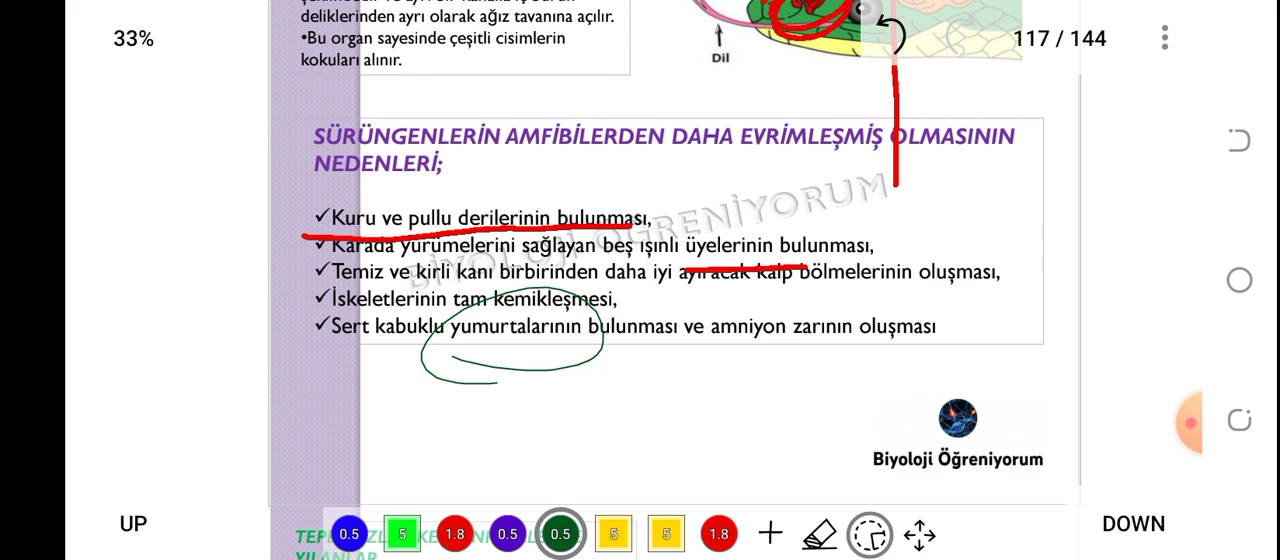 33%
117 / 144
deliklerinden ayrı olarak ağız tavanına açılır.
•Bu organ sayesinde çeşitli cisimlerin
kokuları alınır.
Dil
SÜRÜNGENLERİN AMFİBİLERDEN DAHA EVRİMLEŞMİŞ OLMASININ
NEDENLERİ;
✓Kuru ve pullu derilerinin bulunması,
✓Karada yürümelerini sağlayan beş ışınlı üyelerinin bulunması,
✓Temiz ve kirli kanı birbirinden daha iyi ayıracak kalp bölmelerinin oluşması,
✓İskeletlerinin tam kemikleşmesi,
✓Sert kabuklu yumurtalarının bulunması ve amniyon zarının oluşması
BİYOLOJİ ÖĞRENİYORUM
Biyoloji Öğreniyorum
UP
DOWN
0.5
5
1.8
0.5
0.5
5
5
1.8
YILANLAR